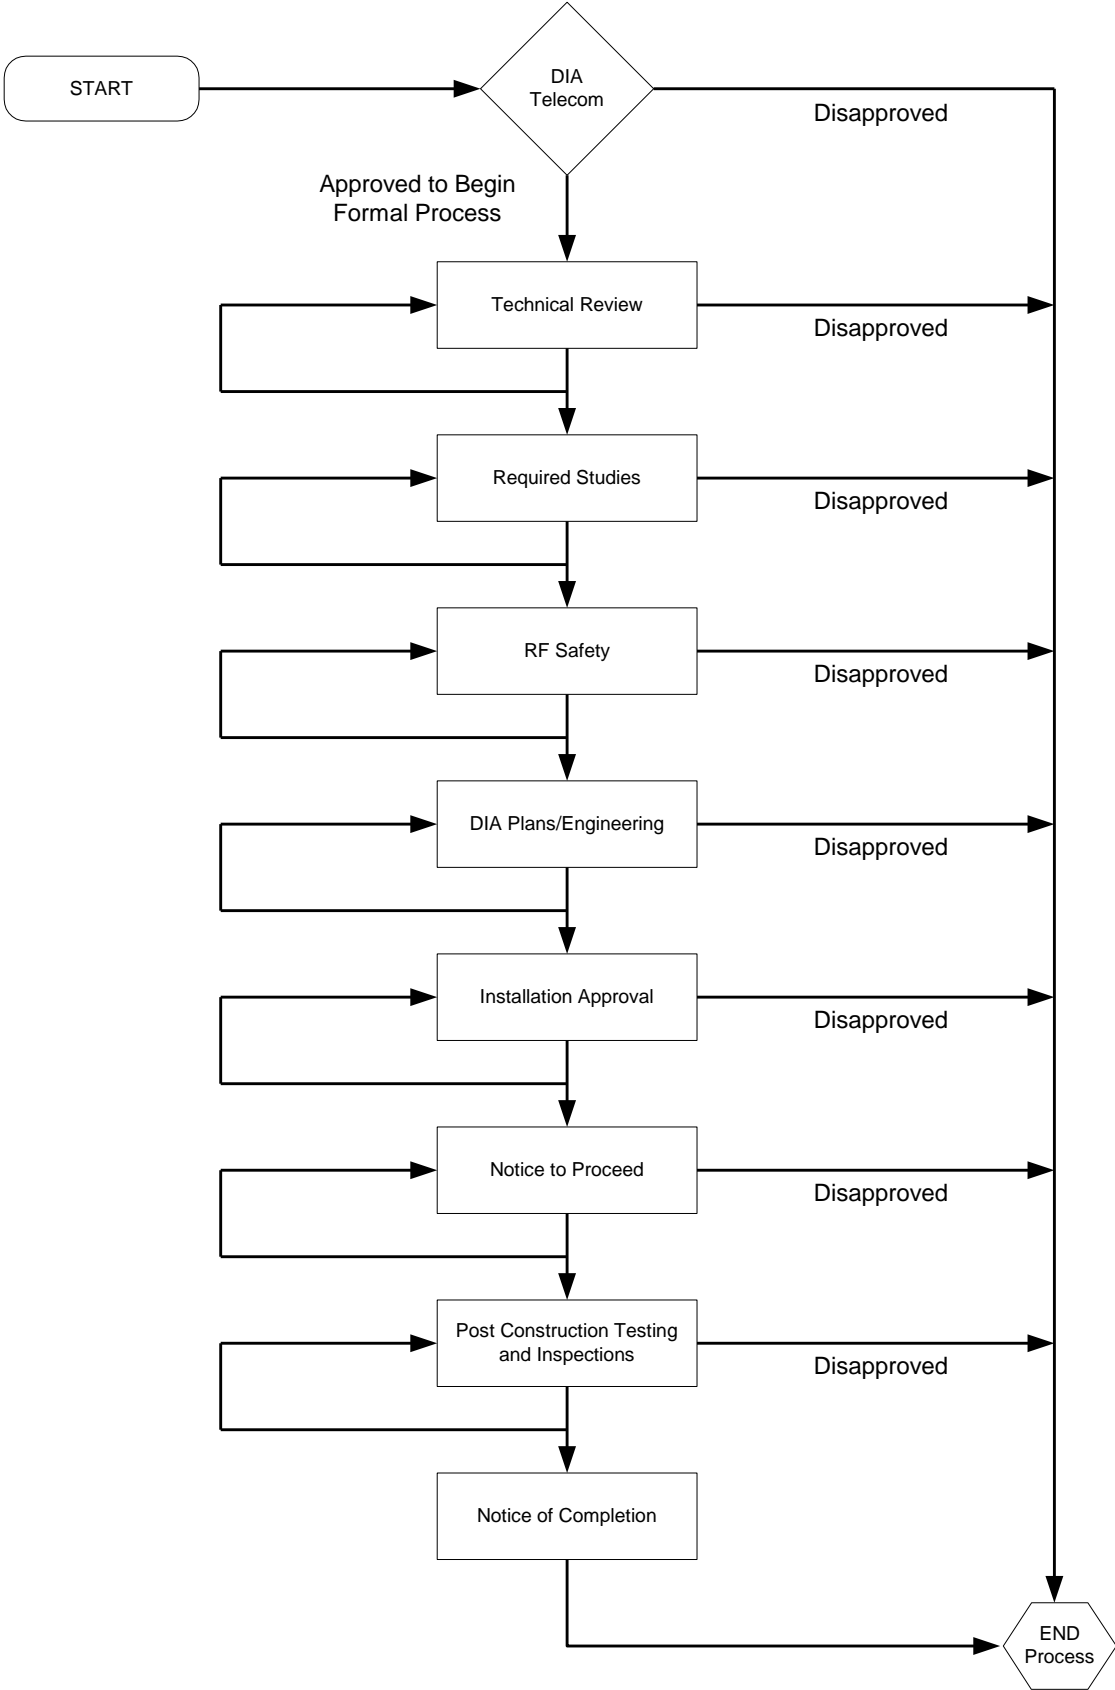 START
DIA
Telecom
Disapproved
Approved to Begin
Formal Process
Technical Review
Disapproved
Required Studies
Disapproved
RF Safety
Disapproved
DIA Plans/Engineering
Disapproved
Installation Approval
Disapproved
Notice to Proceed
Disapproved
Post Construction Testing
and Inspections
Disapproved
Notice of Completion
END
Process